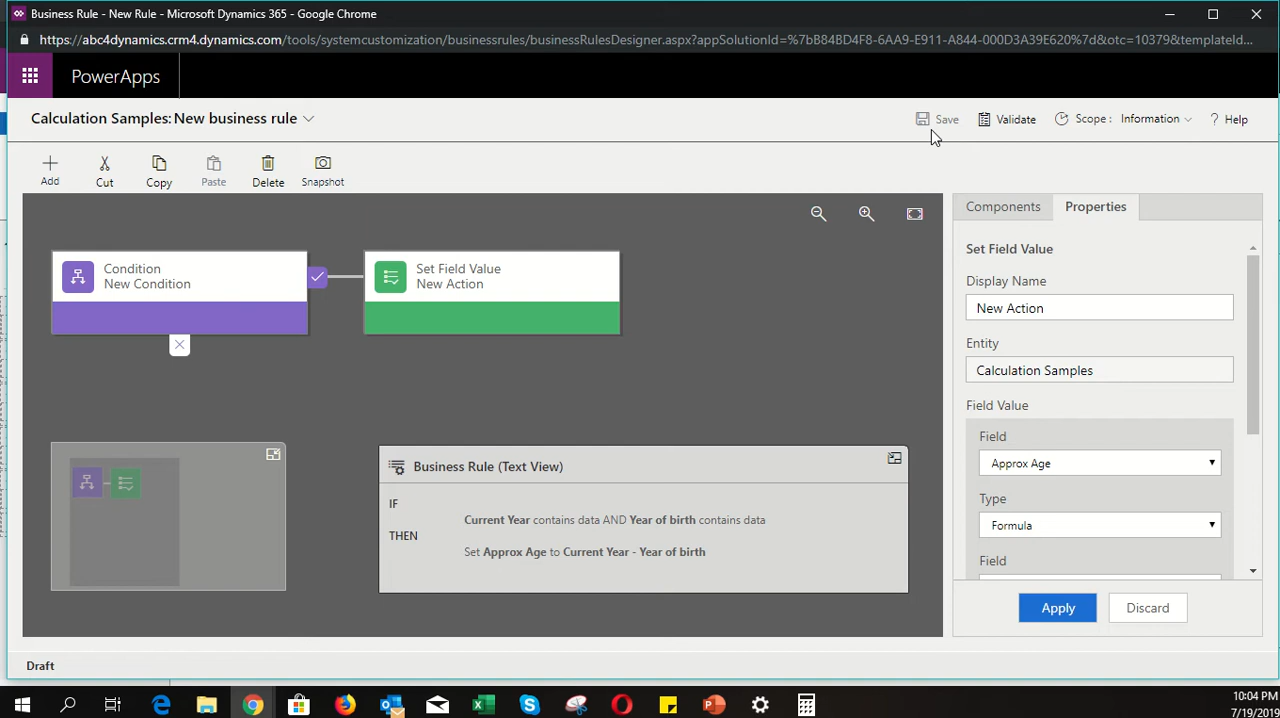 Business Rule - New Rule - Microsoft Dynamics 365 - Google Chrome
https://abc4dynamics.crm4.dynamics.com/tools/systemcustomization/businessrules/businessRulesDesigner.aspx?appSolutionId=%7bB84BD4F8-6AA9-E911-A844-000D3A39E620%7d&otc=10379&templateId...
PowerApps
Calculation Samples: New business rule
Save
Validate
Scope : Information
? Help
Add
Cut
Copy
Paste
Delete
Snapshot
Components
Properties
Condition
New Condition
Set Field Value
New Action
Set Field Value
Display Name
New Action
Entity
Calculation Samples
Field Value
Field
Approx Age
Type
Formula
Field
Business Rule (Text View)
IF
Current Year contains data AND Year of birth contains data
THEN
Set Approx Age to Current Year - Year of birth
Apply
Discard
Draft
10:04 PM
7/19/2019